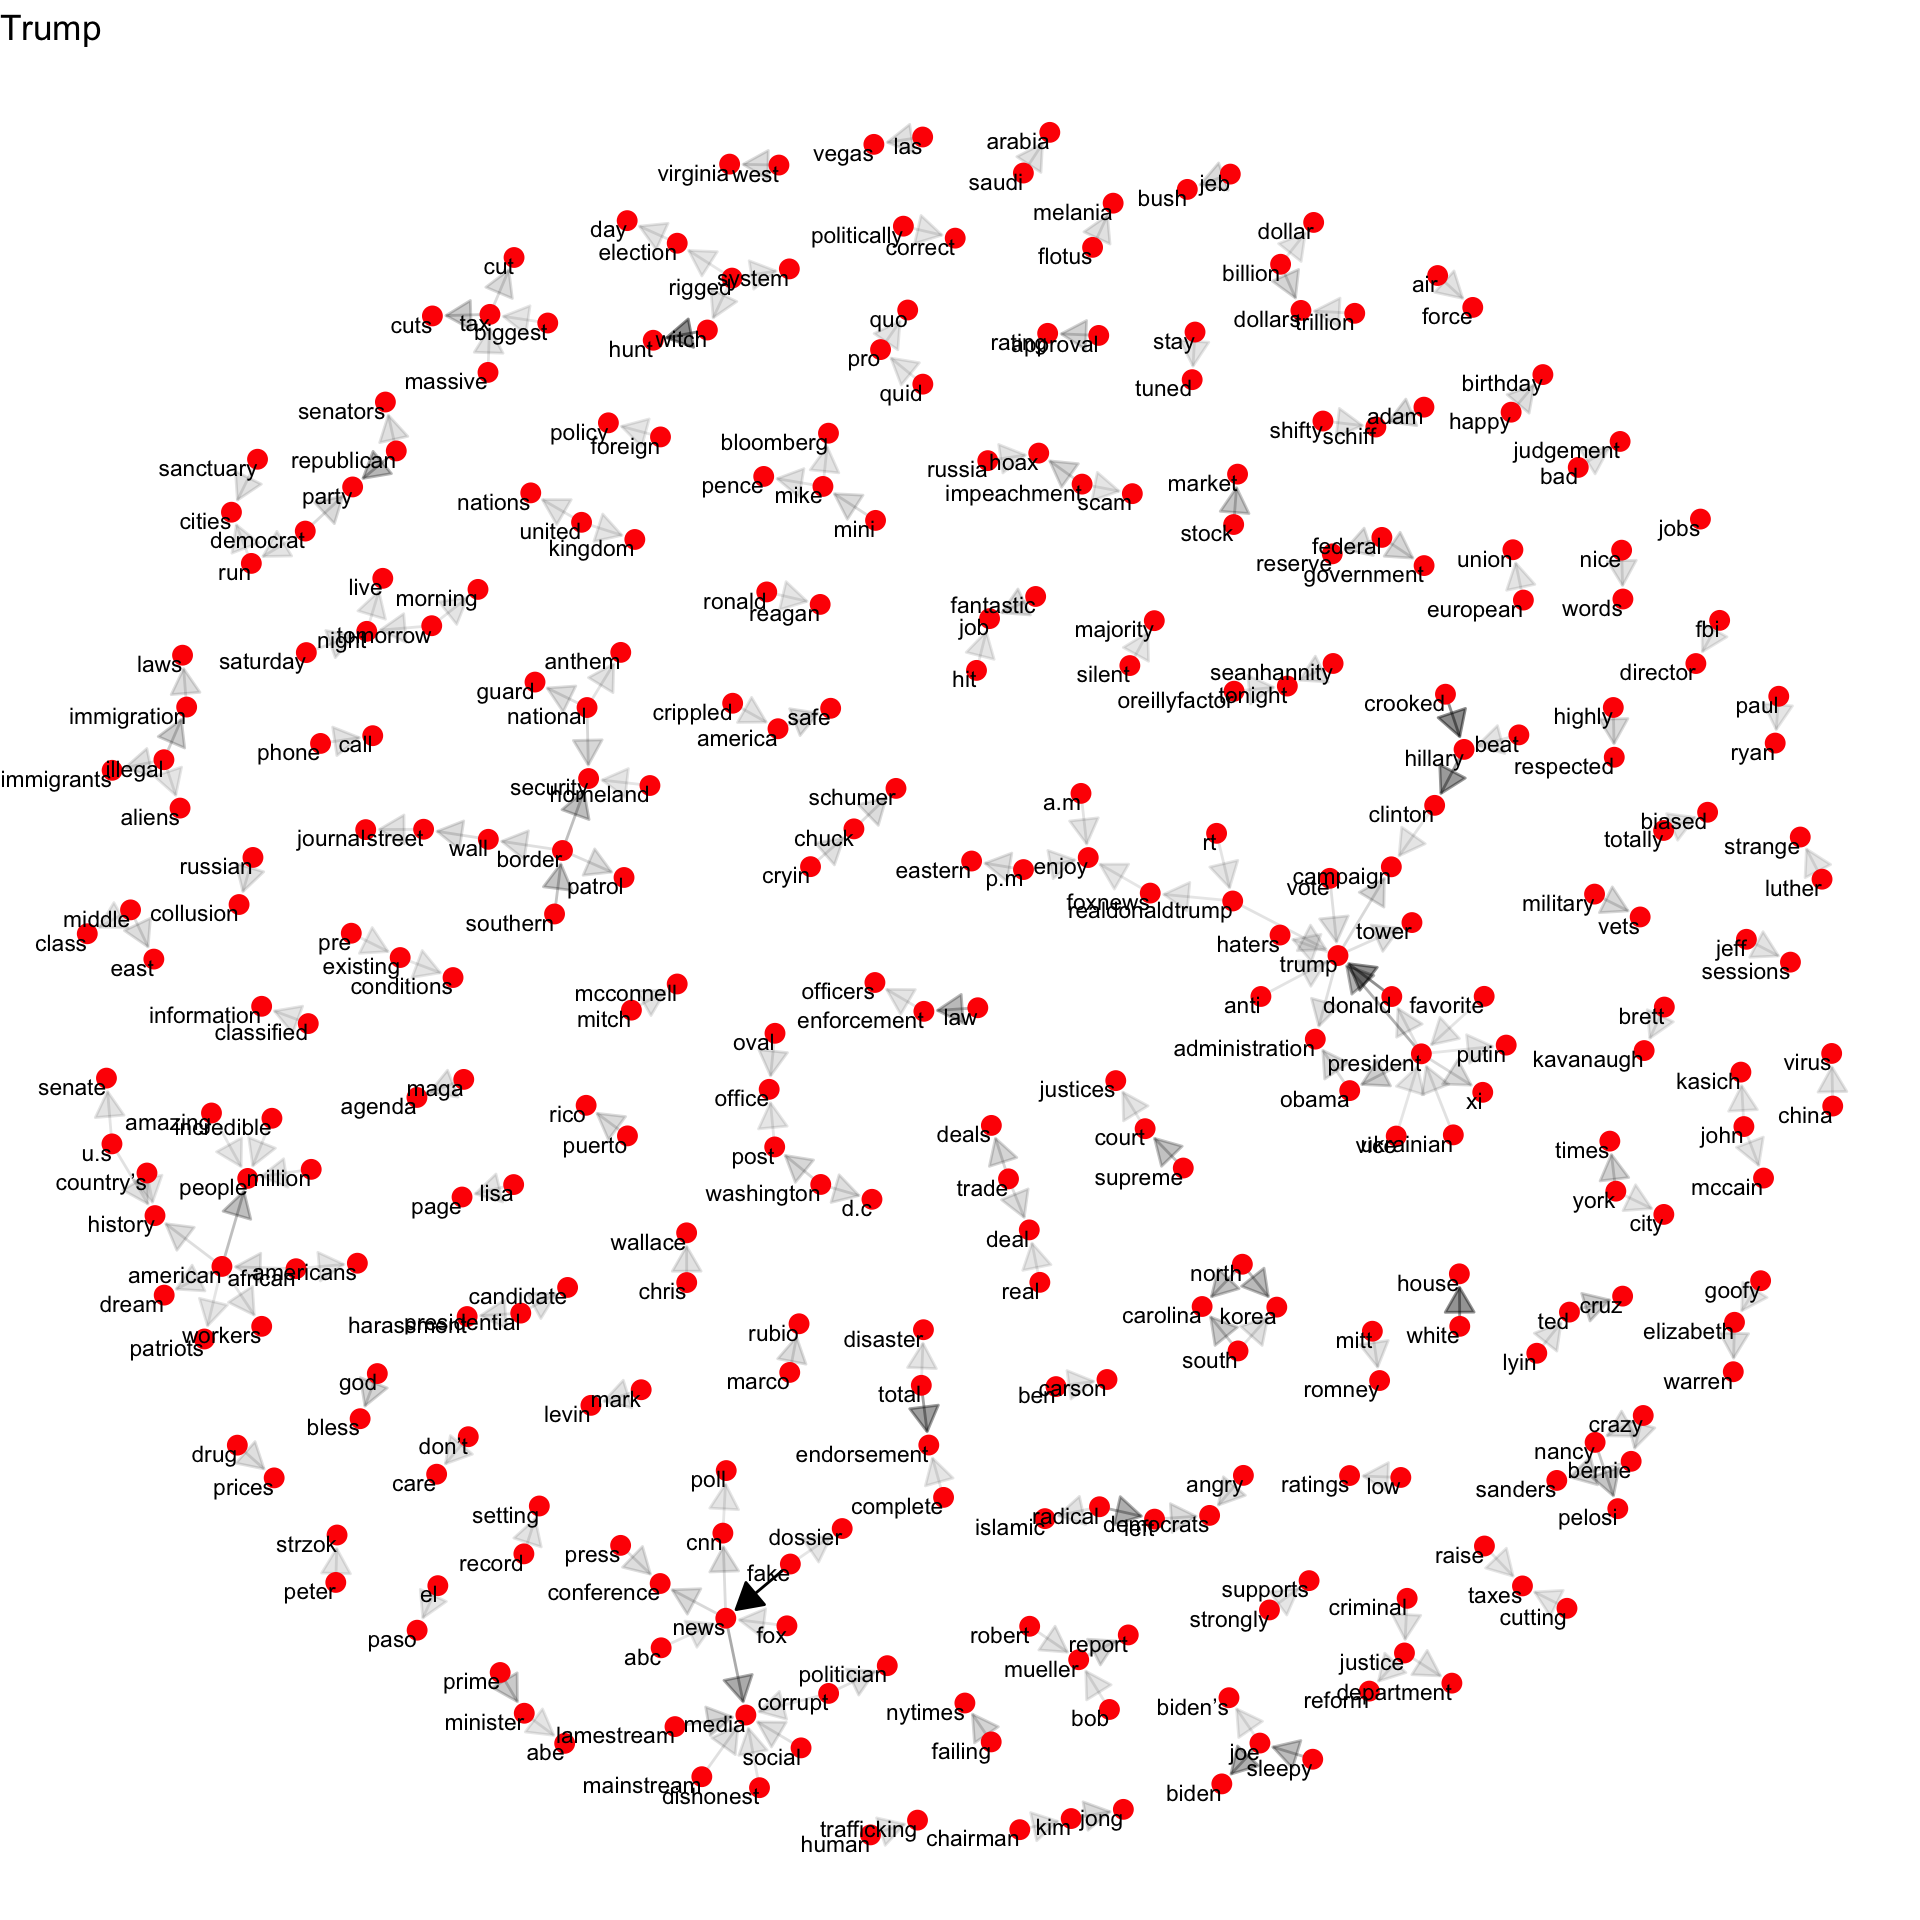 Trump
arabia
vegas
las
virginia
west
saudi
bush
jeb
melania
day
election
politically
correct
flotus
dollar
cut
rigged
system
billion
air
cuts
tax
biggest
quo
dollars
trillion
force
hunt
witch
rating
approval
stay
pro
massive
quid
tuned
birthday
senators
policy
foreign
shifty
schiff
adam
happy
bloomberg
judgement
sanctuary
republican
russia
hoax
bad
party
nations
pence
mike
impeachment
scam
market
cities
democrat
united
kingdom
mini
stock
jobs
run
federal
reserve
government
union
nice
live
morning
ronald
reagan
fantastic
job
european
words
night
tomorrow
majority
fbi
laws
saturday
anthem
hit
silent
seanhannity
director
guard
oreillyfactor
tonight
crooked
immigration
national
crippled
america
safe
highly
paul
phone
call
hillary
beat
ryan
immigrants
illegal
security
homeland
respected
aliens
schumer
a.m
clinton
journal
street
wall
border
chuck
rt
totally
biased
strange
russian
cryin
eastern
p.m
enjoy
campaign
vote
luther
patrol
middle
collusion
southern
foxnews
realdonaldtrump
military
vets
class
pre
haters
tower
east
existing
trump
jeff
sessions
conditions
mcconnell
officers
information
classified
mitch
enforcement
law
anti
donald
favorite
brett
oval
administration
president
putin
kavanaugh
virus
senate
maga
agenda
office
justices
obama
xi
kasich
amazing
incredible
rico
china
u.s
puerto
deals
court
vice
ukrainian
times
john
country’s
people
million
post
supreme
history
page
lisa
washington
d.c
trade
york
mccain
city
wallace
deal
american
african
americans
north
house
dream
candidate
chris
real
goofy
harassment
presidential
carolina
korea
ted
cruz
patriots
workers
rubio
disaster
mitt
white
elizabeth
south
lyin
god
marco
total
ben
carson
romney
warren
bless
levin
mark
drug
don’t
endorsement
crazy
nancy
prices
care
poll
angry
ratings
low
sanders
bernie
setting
complete
islamic
radical
left
democrats
pelosi
strzok
press
cnn
dossier
raise
record
fake
peter
el
conference
supports
taxes
strongly
criminal
cutting
paso
news
fox
robert
report
abc
mueller
justice
prime
politician
reform
department
corrupt
nytimes
bob
biden’s
minister
abe
lamestream
media
social
failing
joe
mainstream
dishonest
sleepy
biden
human
trafficking
chairman
kim
jong